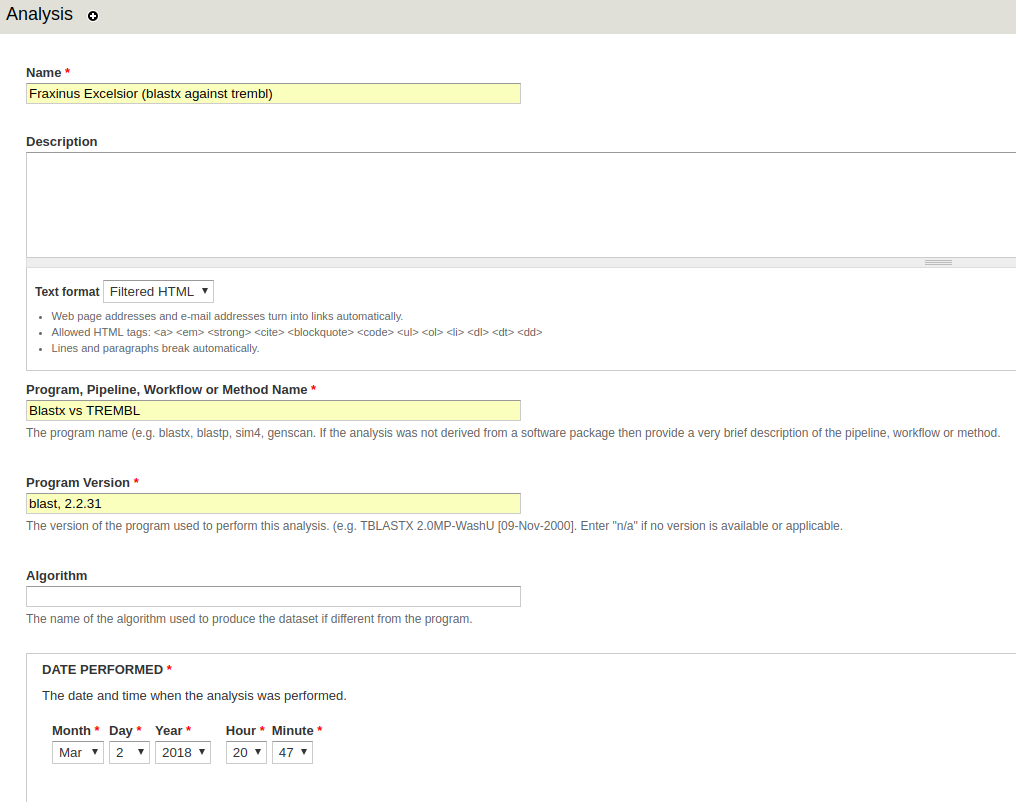 Analysis
Name *
Fraxinus Excelsior (blastx against trembl)
Description
Text format Filtered HTML
Web page addresses and e-mail addresses turn into links automatically.
Allowed HTML tags: <a> <em> <strong> <cite> <blockquote> <code> <ul> <ol> <li> <dl> <dt> <dd>
Lines and paragraphs break automatically.
Program, Pipeline, Workflow or Method Name *
Blastx vs TREMBL
The program name (e.g. blastx, blastp, sim4, genscan. If the analysis was not derived from a software package then provide a very brief description of the pipeline, workflow or method.
Program Version *
blast, 2.2.31
The version of the program used to perform this analysis. (e.g. TBLASTX 2.0MP-WashU [09-Nov-2000]. Enter "n/a" if no version is available or applicable.
Algorithm
The name of the algorithm used to produce the dataset if different from the program.
DATE PERFORMED *
The date and time when the analysis was performed.
Month * Day * Year * Hour * Minute *
Mar 2 2018 20 47